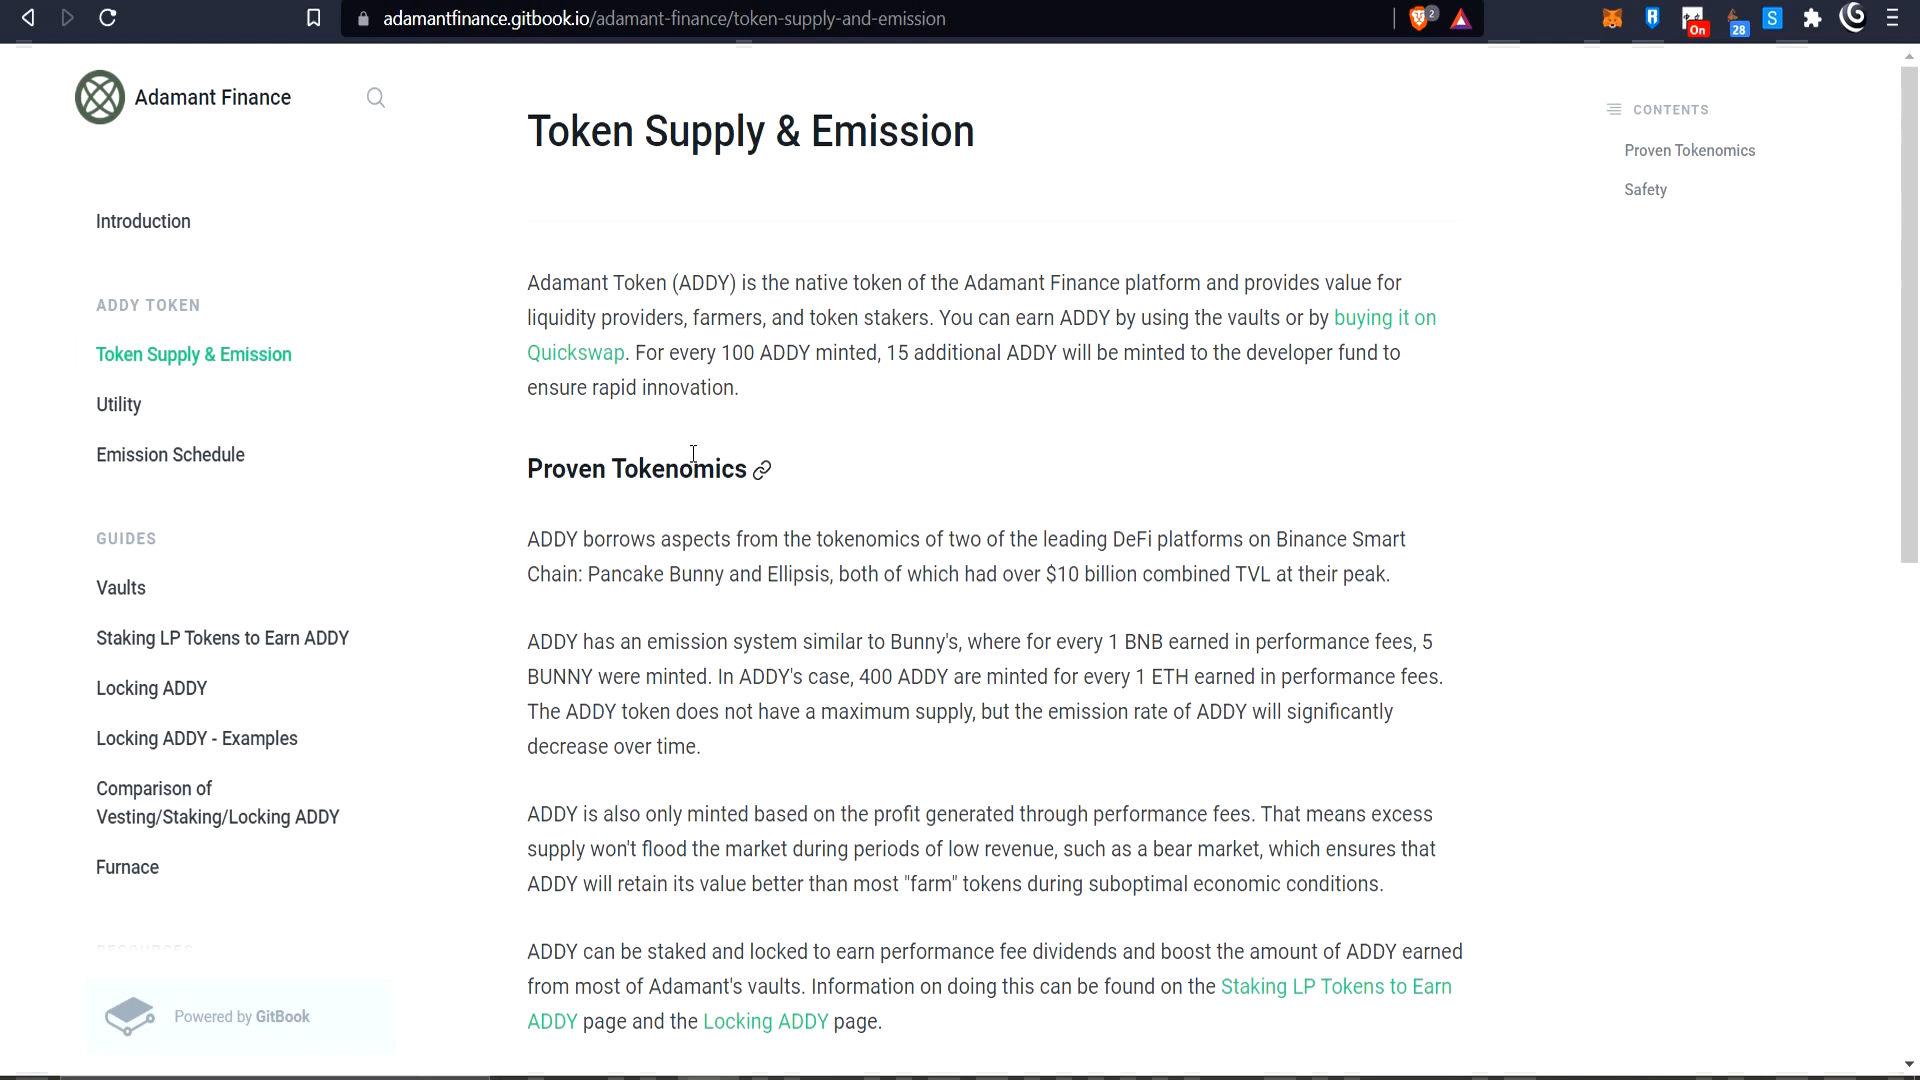 adamantfinance.gitbook.io/adamant-finance/token-supply-and-emission
2
On
28
S
Adamant Finance
Introduction
ADDY TOKEN
Token Supply & Emission
Utility
Emission Schedule
GUIDES
Vaults
Staking LP Tokens to Earn ADDY
Locking ADDY
Locking ADDY - Examples
Comparison of
Vesting/Staking/Locking ADDY
Furnace
RESOURCES
Powered by GitBook
Token Supply & Emission
Adamant Token (ADDY) is the native token of the Adamant Finance platform and provides value for
liquidity providers, farmers, and token stakers. You can earn ADDY by using the vaults or by buying it on
Quickswap. For every 100 ADDY minted, 15 additional ADDY will be minted to the developer fund to
ensure rapid innovation.
Proven Tokenomics
ADDY borrows aspects from the tokenomics of two of the leading DeFi platforms on Binance Smart
Chain: Pancake Bunny and Ellipsis, both of which had over $10 billion combined TVL at their peak.
ADDY has an emission system similar to Bunny's, where for every 1 BNB earned in performance fees, 5
BUNNY were minted. In ADDY's case, 400 ADDY are minted for every 1 ETH earned in performance fees.
The ADDY token does not have a maximum supply, but the emission rate of ADDY will significantly
decrease over time.
ADDY is also only minted based on the profit generated through performance fees. That means excess
supply won't flood the market during periods of low revenue, such as a bear market, which ensures that
ADDY will retain its value better than most "farm" tokens during suboptimal economic conditions.
ADDY can be staked and locked to earn performance fee dividends and boost the amount of ADDY earned
from most of Adamant's vaults. Information on doing this can be found on the Staking LP Tokens to Earn
ADDY page and the Locking ADDY page.
CONTENTS
Proven Tokenomics
Safety